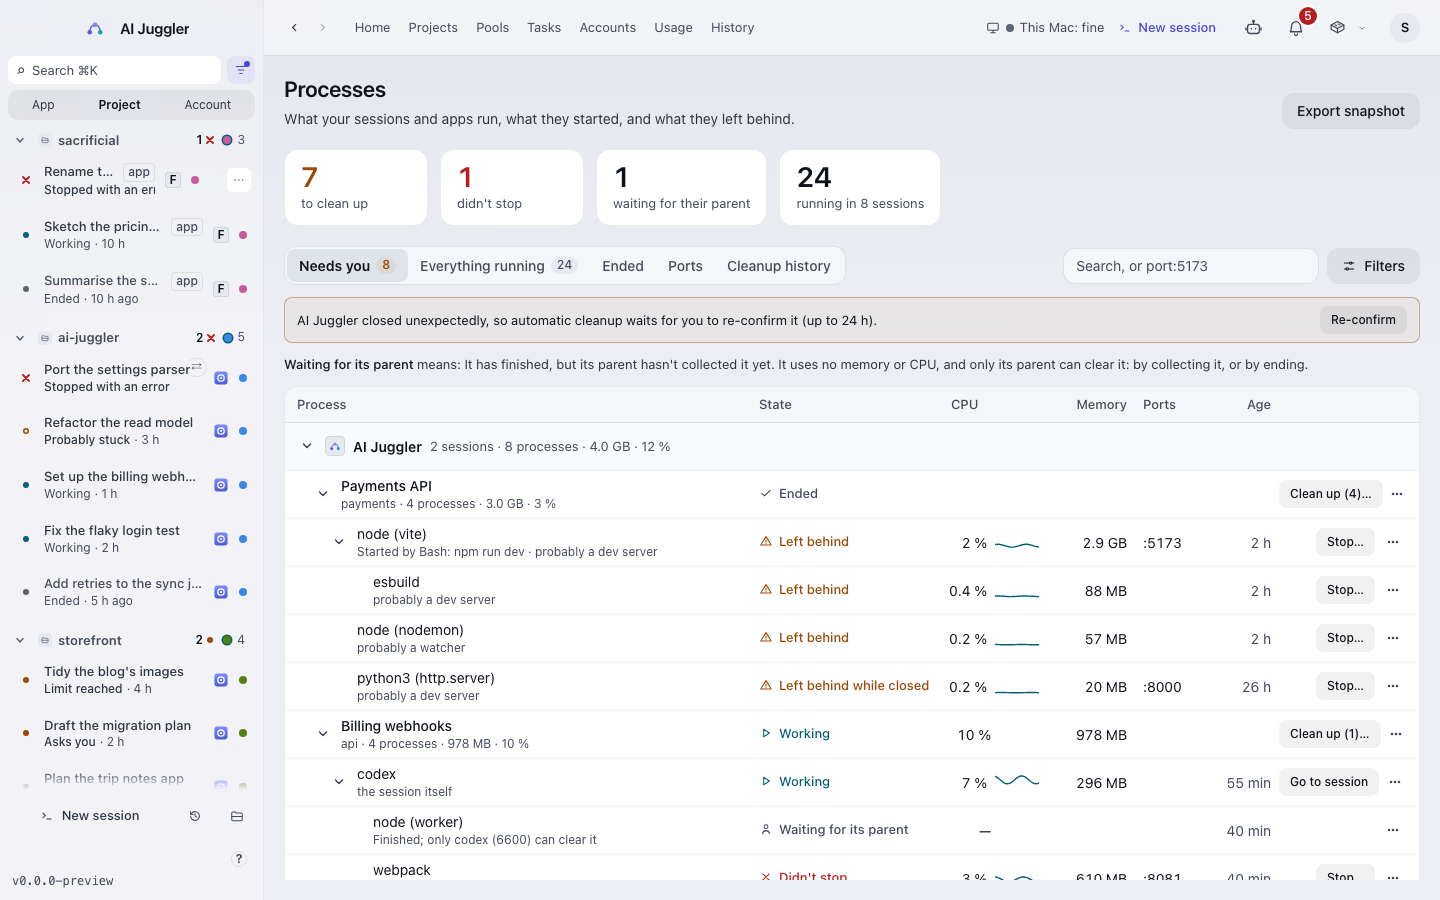 AI Juggler
Search ⌘K
App Project Account
sacrificial 1 3
Rename t... app F
Stopped with an err
Sketch the pricin... app F
Working · 10 h
Summarise the s... app F
Ended · 10 h ago
ai-juggler 2 5
Port the settings parser
Stopped with an error
Refactor the read model
Probably stuck · 3 h
Set up the billing webh...
Working · 1 h
Fix the flaky login test
Working · 2 h
Add retries to the sync j...
Ended · 5 h ago
storefront 2 4
Tidy the blog's images
Limit reached · 4 h
Draft the migration plan
Asks you · 2 h
Plan the trip notes app
New session
?
v0.0.0-preview
Home Projects Pools Tasks Accounts Usage History
This Mac: fine
New session
5
S
Processes
What your sessions and apps run, what they started, and what they left behind.
Export snapshot
7
to clean up
1
didn't stop
1
waiting for their parent
24
running in 8 sessions
Needs you 8 Everything running 24 Ended Ports Cleanup history
Search, or port:5173
Filters
AI Juggler closed unexpectedly, so automatic cleanup waits for you to re-confirm it (up to 24 h).
Re-confirm
Waiting for its parent means: It has finished, but its parent hasn't collected it yet. It uses no memory or CPU, and only its parent can clear it: by collecting it, or by ending.
Process State CPU Memory Ports Age
AI Juggler 2 sessions · 8 processes · 4.0 GB · 12 %
Payments API
payments · 4 processes · 3.0 GB · 3 %
Ended
Clean up (4)...
node (vite)
Started by Bash: npm run dev · probably a dev server
Left behind 2 % 2.9 GB :5173 2 h Stop...
esbuild
probably a dev server
Left behind 0.4 % 88 MB 2 h Stop...
node (nodemon)
probably a watcher
Left behind 0.2 % 57 MB 2 h Stop...
python3 (http.server)
probably a dev server
Left behind while closed 0.2 % 20 MB :8000 26 h Stop...
Billing webhooks
api · 4 processes · 978 MB · 10 %
Working 10 % 978 MB Clean up (1)...
codex
the session itself
Working 7 % 296 MB 55 min Go to session
node (worker)
Finished; only codex (6600) can clear it
Waiting for its parent — 40 min
webpack
Didn't stop 3 % 610 MB :8081 40 min Stop...